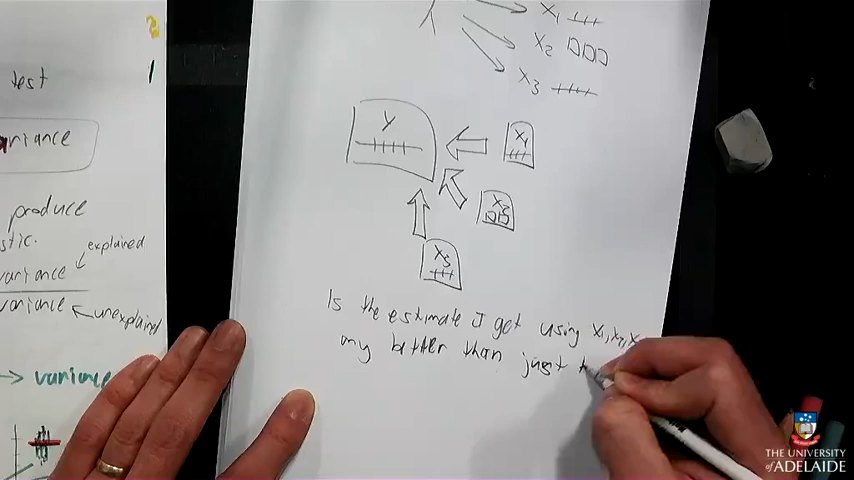 test
variance
produce
stic.
explained
variance
variance
unexplained
variance
2
1
X1
X2
X3
y
X1
X2
X3
Is the estimate I get using X1, X2, X
any better than just
THE UNIVERSITY
of ADELAIDE